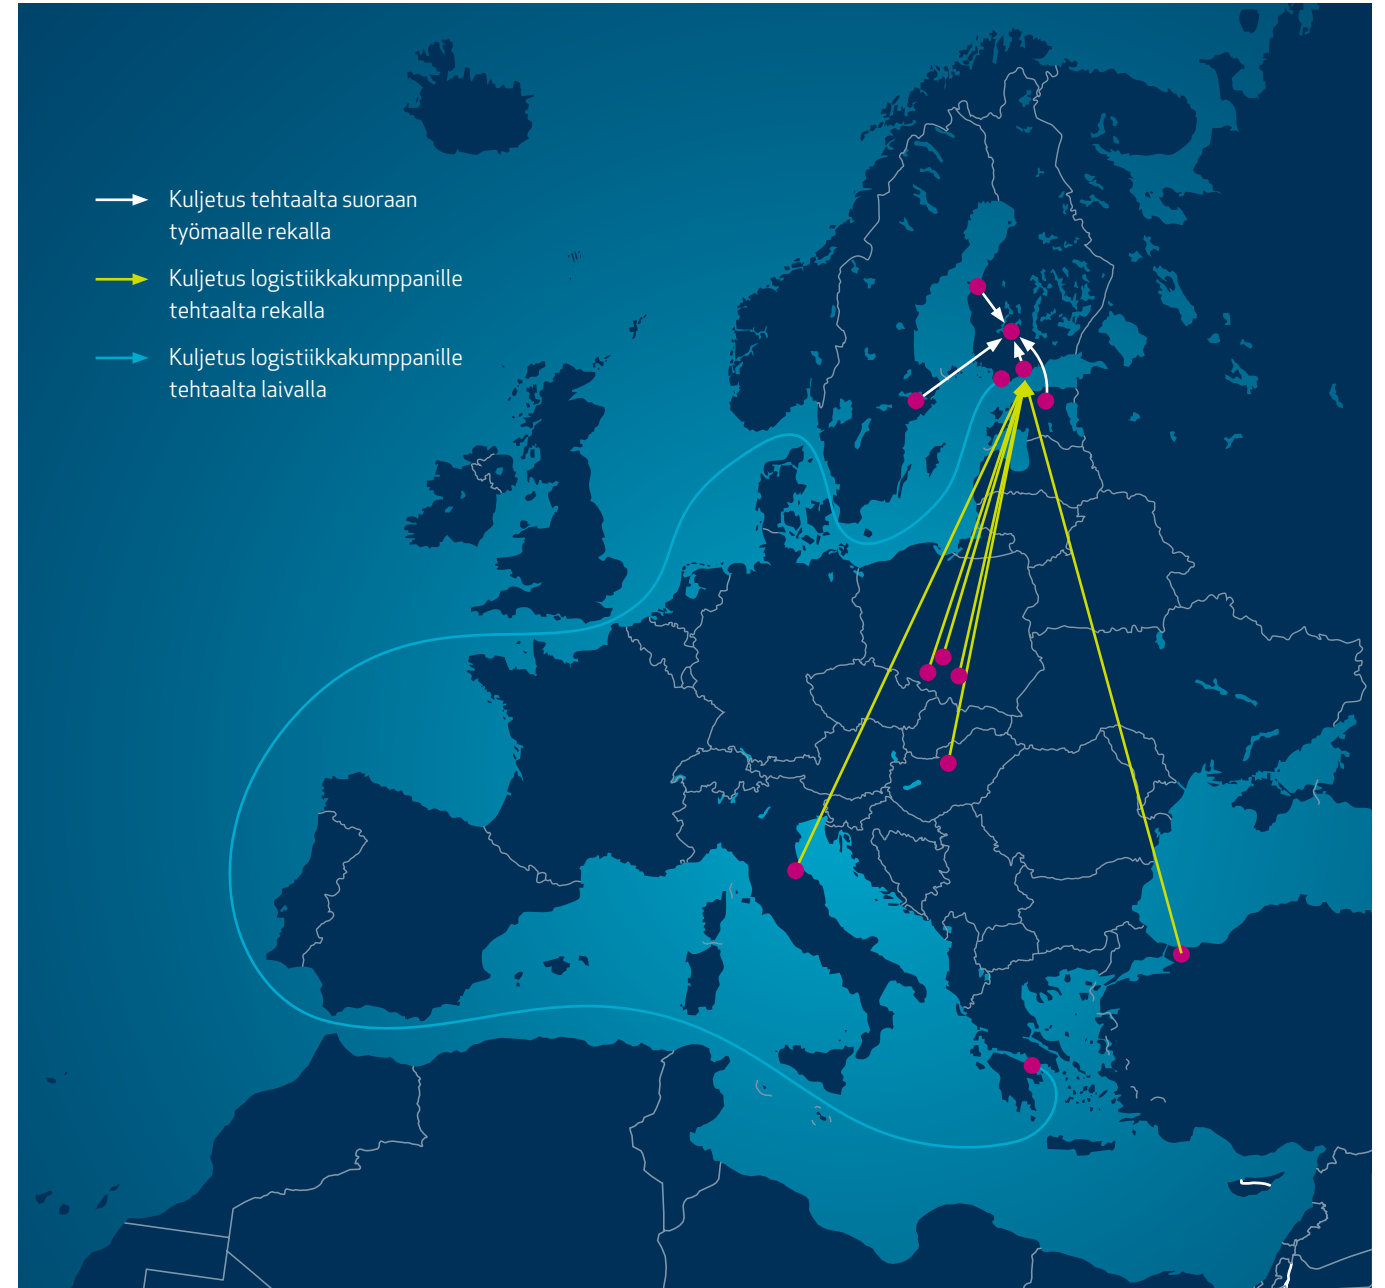 Kuljetus tehtaalta suoraan
työmaalle rekalla
Kuljetus logistiikkakumppanille
tehtaalta rekalla
Kuljetus logistiikkakumppanille
tehtaalta laivalla